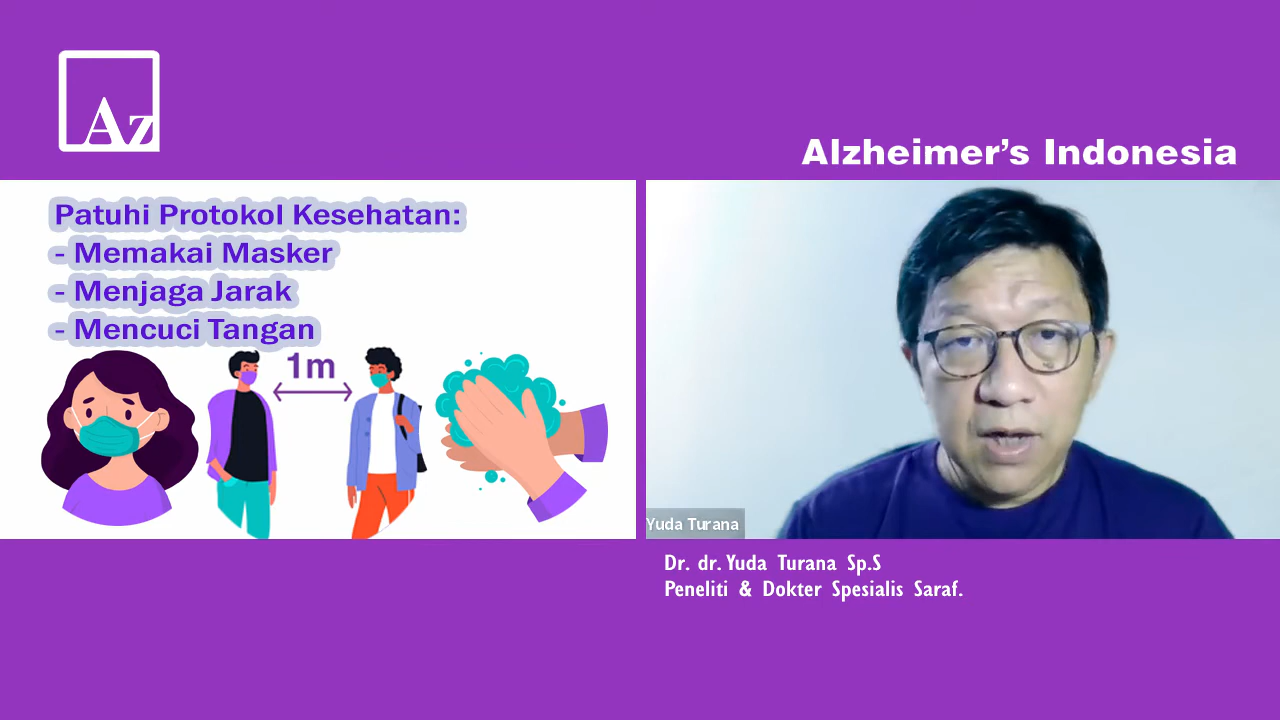 Az
Alzheimer's Indonesia
Patuhi Protokol Kesehatan:
- Memakai Masker
- Menjaga Jarak
- Mencuci Tangan
1m
Yuda Turana
Dr. dr. Yuda Turana Sp.S
Peneliti & Dokter Spesialis Saraf.